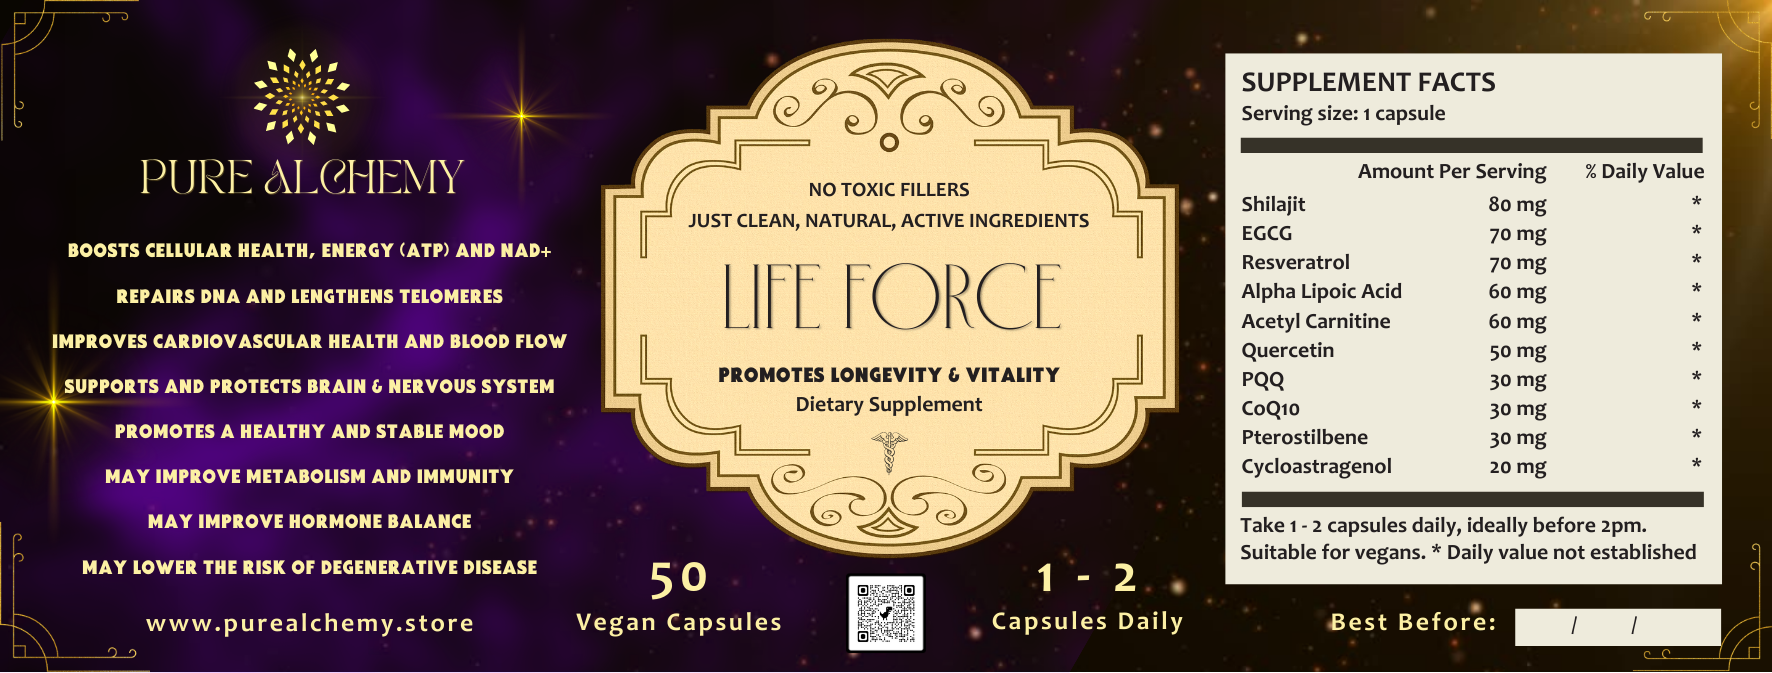 PURE ALCHEMY
BOOSTS CELLULAR HEALTH, ENERGY (ATP) AND NAD+
REPAIRS DNA AND LENGTHENS TELOMERES
IMPROVES CARDIOVASCULAR HEALTH AND BLOOD FLOW
SUPPORTS AND PROTECTS BRAIN & NERVOUS SYSTEM
PROMOTES A HEALTHY AND STABLE MOOD
MAY IMPROVE METABOLISM AND IMMUNITY
MAY IMPROVE HORMONE BALANCE
MAY LOWER THE RISK OF DEGENERATIVE DISEASE
www.purealchemy.store
NO TOXIC FILLERS
JUST CLEAN, NATURAL, ACTIVE INGREDIENTS
LIFE FORCE
PROMOTES LONGEVITY & VITALITY
Dietary Supplement
50
Vegan Capsules
1 - 2
Capsules Daily
SUPPLEMENT FACTS
Serving size: 1 capsule
Amount Per Serving % Daily Value
Shilajit 80 mg *
EGCG 70 mg *
Resveratrol 70 mg *
Alpha Lipoic Acid 60 mg *
Acetyl Carnitine 60 mg *
Quercetin 50 mg *
PQQ 30 mg *
CoQ10 30 mg *
Pterostilbene 30 mg *
Cycloastragenol 20 mg *
Take 1 - 2 capsules daily, ideally before 2pm.
Suitable for vegans. * Daily value not established
Best Before: / /